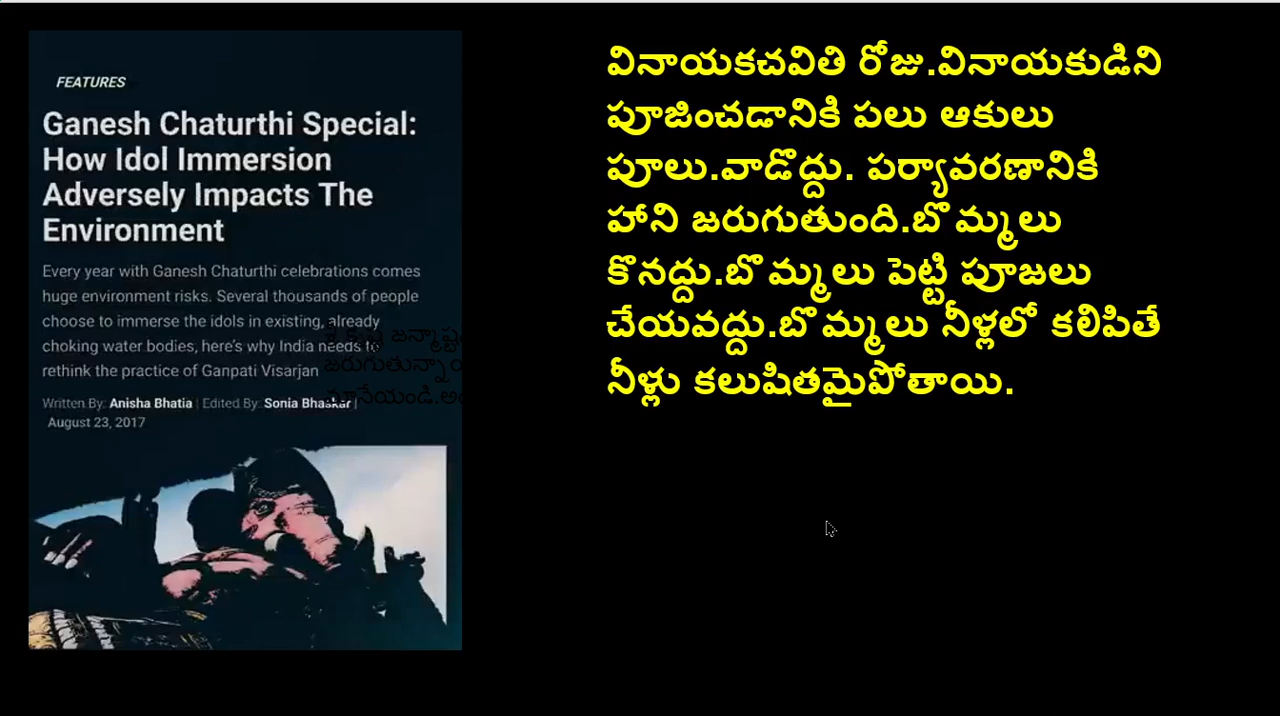 FEATURES
Ganesh Chaturthi Special:
How Idol Immersion
Adversely Impacts The
Environment
Every year with Ganesh Chaturthi celebrations comes
huge environment risks. Several thousands of people
choose to immerse the idols in existing, already
choking water bodies, here's why India needs to
rethink the practice of Ganpati Visarjan
Written By: Anisha Bhatia | Edited By: Sonia Bhaskar |
August 23, 2017
జరుగుతున్నా
మానేయండి.అ
వినాయకచవితి రోజు.వినాయకుడిని
పూజించడానికి పలు ఆకులు
పూలు.వాడొద్దు. పర్యావరణానికి
హాని జరుగుతుంది.బొమ్మలు
కొనద్దు.బొమ్మలు పెట్టి పూజలు
చేయవద్దు.బొమ్మలు నీళ్లలో కలిపితే
నీళ్లు కలుషితమైపోతాయి.